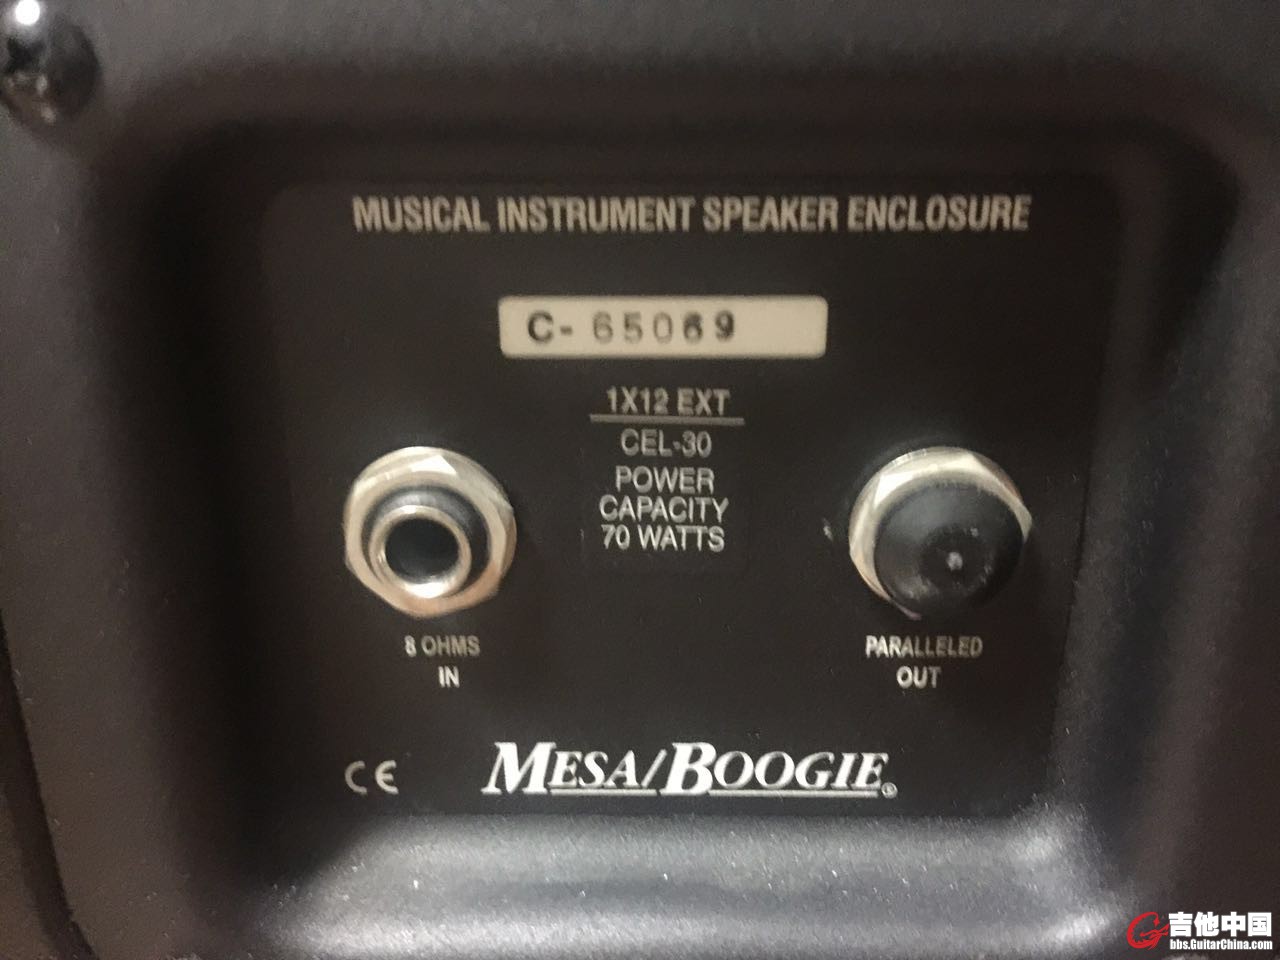 MUSICAL INSTRUMENT SPEAKER ENCLOSURE
C- 65069
1X12 EXT
CEL-30
POWER
CAPACITY
70 WATTS
8 OHMS
IN
PARALLELED
OUT
CE
MESA/BOOGIE®
吉他中国
bbs.GuitarChina.com